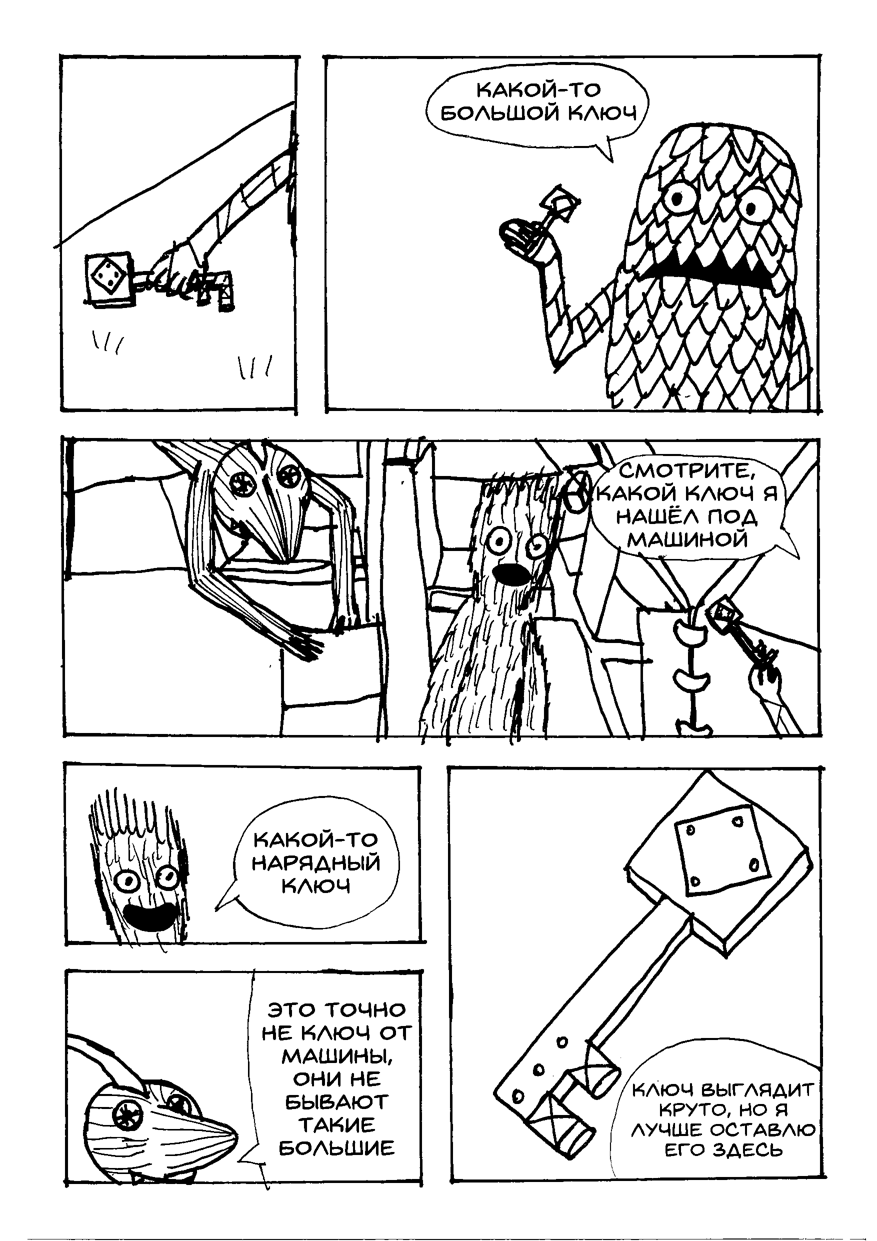 КАКОЙ-ТО
БОЛЬШОЙ КЛЮЧ
СМОТРИТЕ,
КАКОЙ КЛЮЧ Я
НАШЁЛ ПОД
МАШИНОЙ
КАКОЙ-ТО
НАРЯДНЫЙ
КЛЮЧ
ЭТО ТОЧНО
НЕ КЛЮЧ ОТ
МАШИНЫ,
ОНИ НЕ
БЫВАЮТ
ТАКИЕ
БОЛЬШИЕ
КЛЮЧ ВЫГЛЯДИТ
КРУТО, НО Я
ЛУЧШЕ ОСТАВЛЮ
ЕГО ЗДЕСЬ